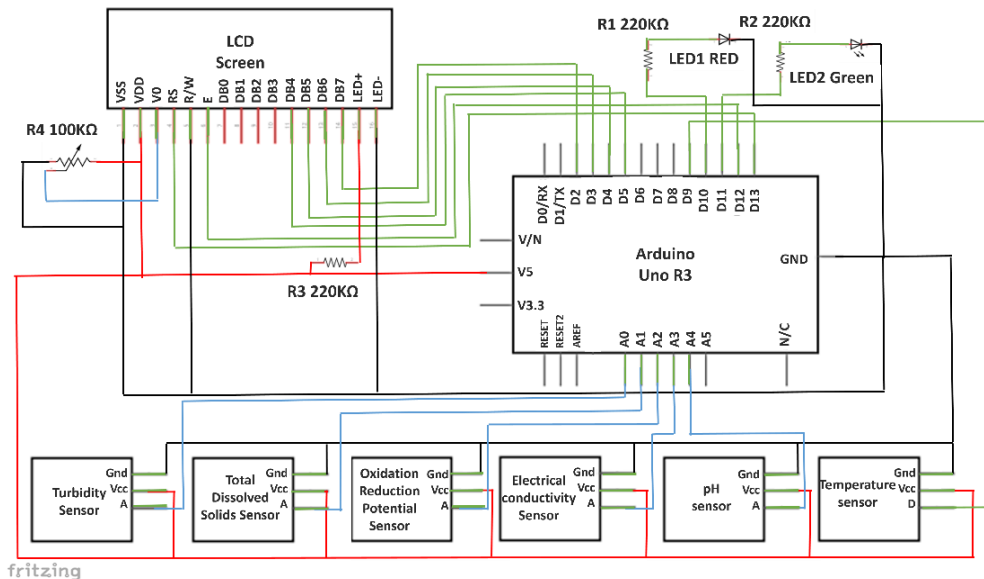 R1 220KΩ
R2 220KΩ
LED1 RED
LED2 Green
LCD
Screen
VSS
VDD
V0
RS
R/W
E
DB0
DB1
DB2
DB3
DB4
DB5
DB6
DB7
LED+
LED-
R4 100KΩ
R3 220KΩ
D0/RX
D1/TX
D2
D3
D4
D5
D6
D7
D8
D9
D10
D11
D12
D13
V/N
V5
V3.3
Arduino
Uno R3
GND
RESET
RESET2
AREF
A0
A1
A2
A3
A4
A5
N/C
Turbidity
Sensor
Gnd
Vcc
A
Total
Dissolved
Solids Sensor
Gnd
Vcc
A
Oxidation
Reduction
Potential
Sensor
Gnd
Vcc
A
Electrical
conductivity
Sensor
Gnd
Vcc
A
pH
sensor
Gnd
Vcc
A
Temperature
sensor
Gnd
Vcc
D
fritzing